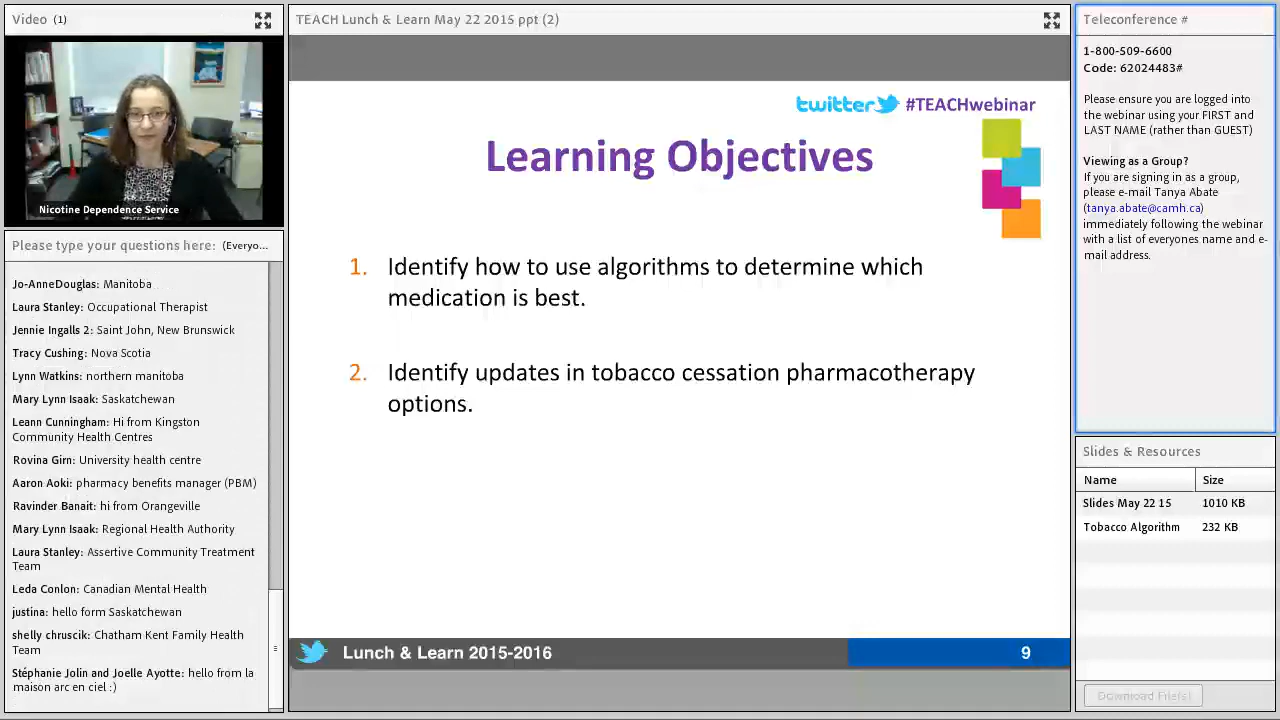 Video (1)
Nicotine Dependence Service
Please type your questions here: (Everyo...
Jo-AnneDouglas: Manitoba
Laura Stanley: Occupational Therapist
Jennie Ingalls 2: Saint John, New Brunswick
Tracy Cushing: Nova Scotia
Lynn Watkins: northern manitoba
Mary Lynn Isaak: Saskatchewan
Leann Cunningham: Hi from Kingston
Community Health Centres
Rovina Girn: University health centre
Aaron Aoki: pharmacy benefits manager (PBM)
Ravinder Banait: hi from Orangeville
Mary Lynn Isaak: Regional Health Authority
Laura Stanley: Assertive Community Treatment
Team
Leda Conlon: Canadian Mental Health
justina: hello form Saskatchewan
shelly chruscik: Chatham Kent Family Health
Team
Stéphanie Jolin and Joelle Ayotte: hello from la
maison arc en ciel :)
TEACH Lunch & Learn May 22 2015 ppt (2)
twitter #TEACHwebinar
Learning Objectives
1. Identify how to use algorithms to determine which
medication is best.
2. Identify updates in tobacco cessation pharmacotherapy
options.
Lunch & Learn 2015-2016
9
Teleconference #
1-800-509-6600
Code: 62024483#
Please ensure you are logged into
the webinar using your FIRST and
LAST NAME (rather than GUEST)
Viewing as a Group?
If you are signing in as a group,
please e-mail Tanya Abate
(tanya.abate@camh.ca)
immediately following the webinar
with a list of everyones name and e-
mail address.
Slides & Resources
Name Size
Slides May 22 15 1010 KB
Tobacco Algorithm 232 KB
Download File(s)